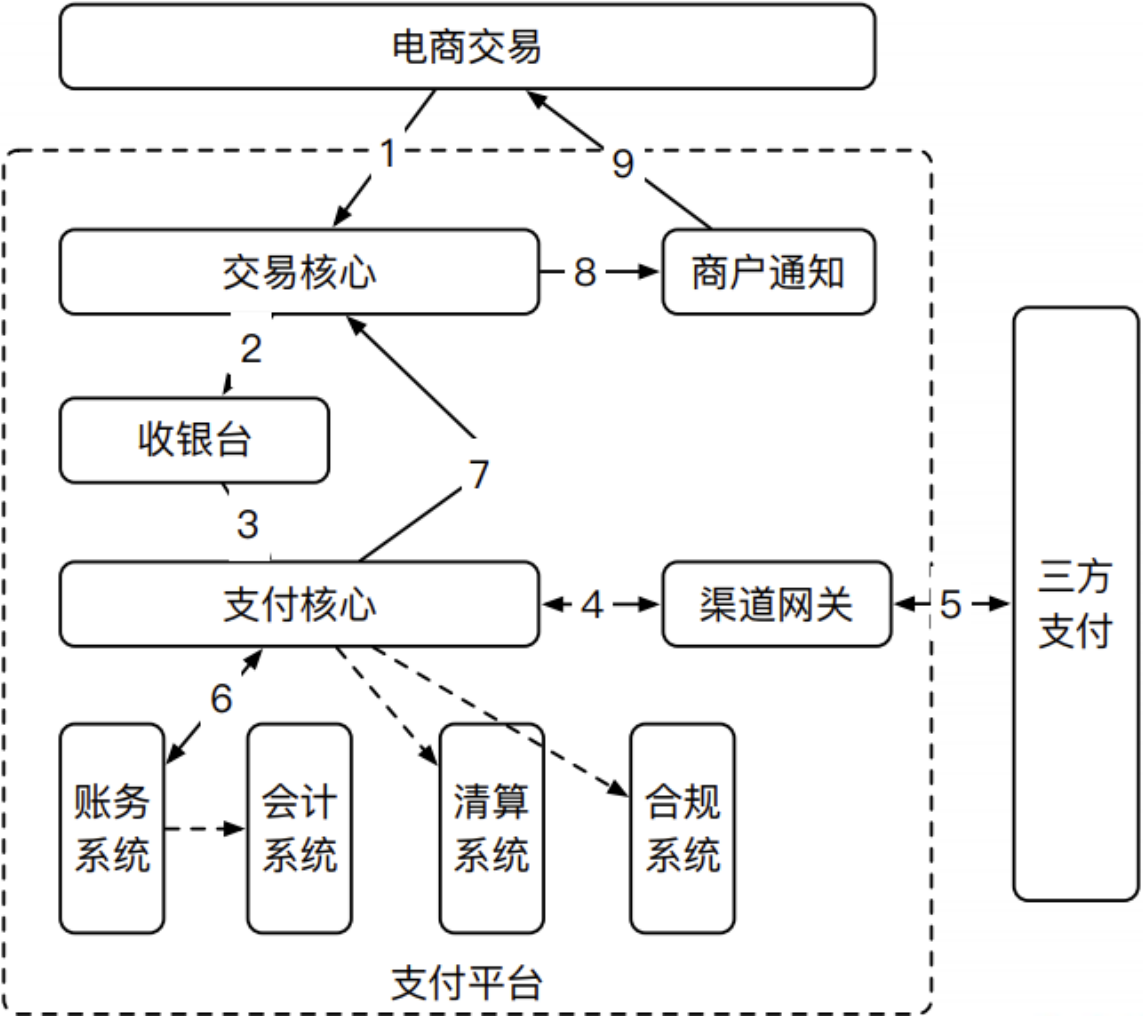 电商交易
1
9
交易核心
8
商户通知
2
收银台
7
3
支付核心
4
渠道网关
5
三方
支付
6
账务
系统
会计
系统
清算
系统
合规
系统
支付平台